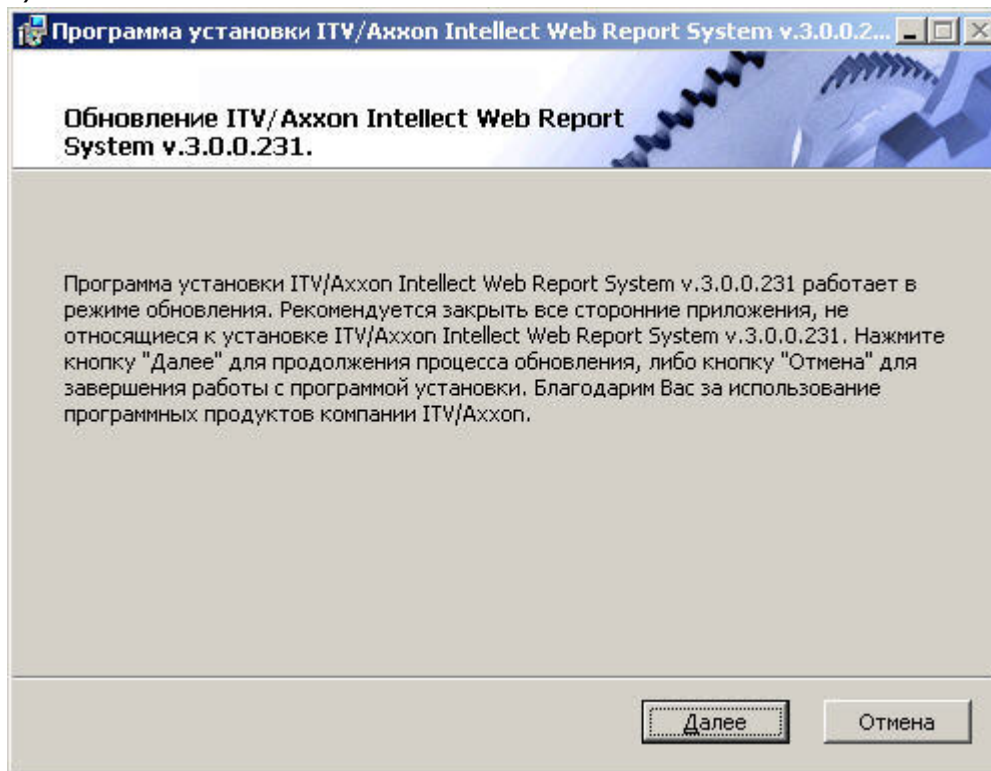 Программа установки ITV/Axxon Intellect Web Report System v.3.0.0.2...
Обновление ITV/Axxon Intellect Web Report
System v.3.0.0.231.
Программа установки ITV/Axxon Intellect Web Report System v.3.0.0.231 работает в
режиме обновления. Рекомендуется закрыть все сторонние приложения, не
относящиеся к установке ITV/Axxon Intellect Web Report System v.3.0.0.231. Нажмите
кнопку "Далее" для продолжения процесса обновления, либо кнопку "Отмена" для
завершения работы с программой установки. Благодарим Вас за использование
программных продуктов компании ITV/Axxon.
Далее
Отмена